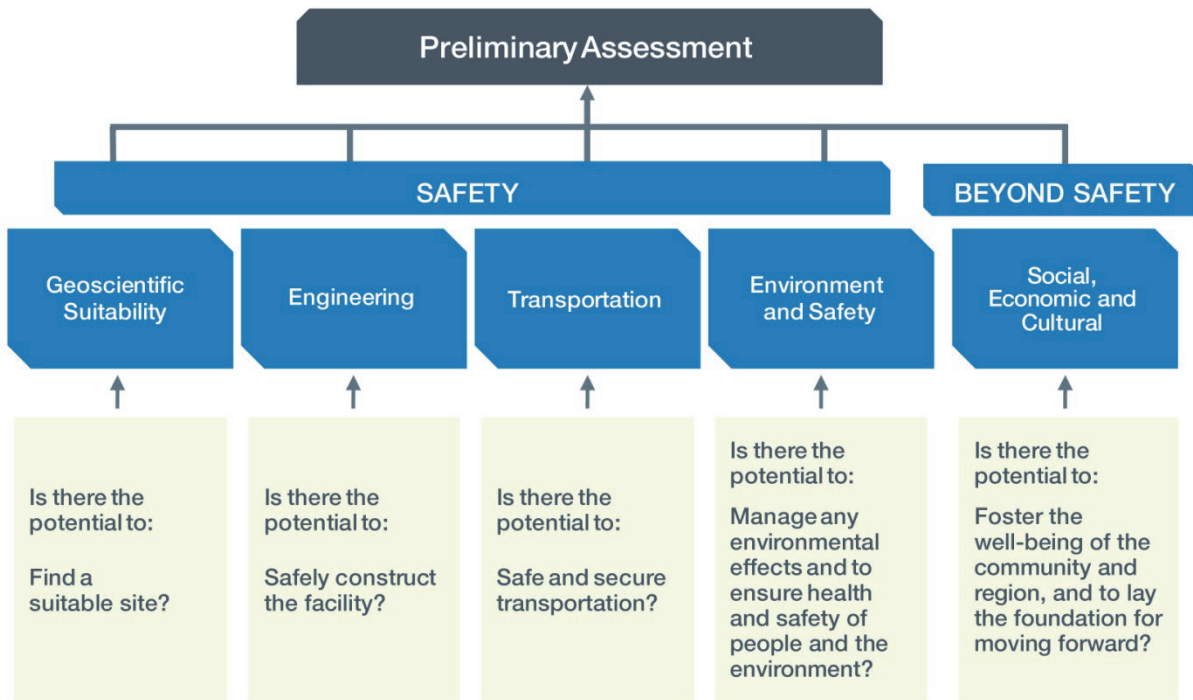 Preliminary Assessment
SAFETY
BEYOND SAFETY
Geoscientific
Suitability
Engineering
Transportation
Environment
and Safety
Social,
Economic and
Cultural
Is there the
potential to:
Find a
suitable site?
Is there the
potential to:
Safely construct
the facility?
Is there the
potential to:
Safe and secure
transportation?
Is there the
potential to:
Manage any
environmental
effects and to
ensure health
and safety of
people and the
environment?
Is there the
potential to:
Foster the
well-being of the
community and
region, and to lay
the foundation for
moving forward?